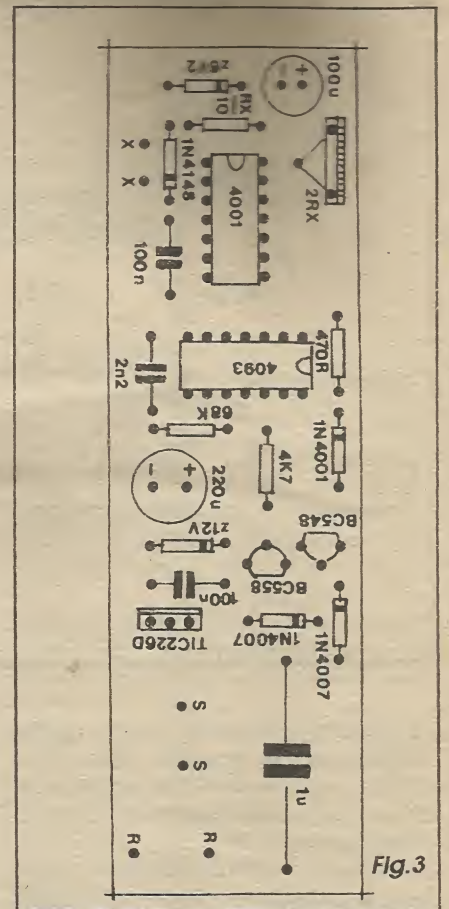 100u
+
-
z6V2
RX
10
2RX
X
X
1N4148
4001
100n
470R
4093
2n2
68K
1N4001
4K7
+
-
220u
BC548
z12V
BC558
100n
TIC226D
1N4007
1N4007
S
S
1u
R
R
Fig.3